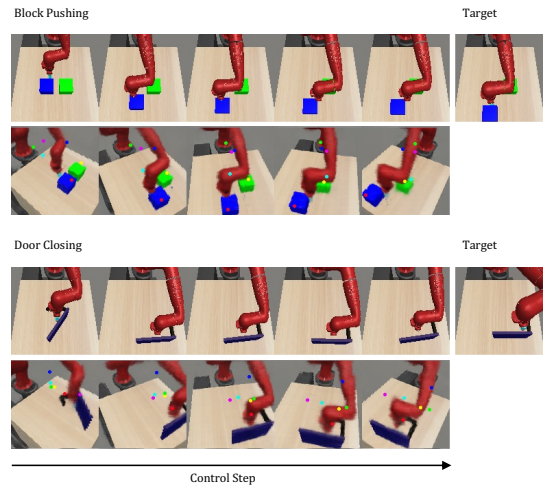 Block Pushing
Target
Door Closing
Target
Control Step